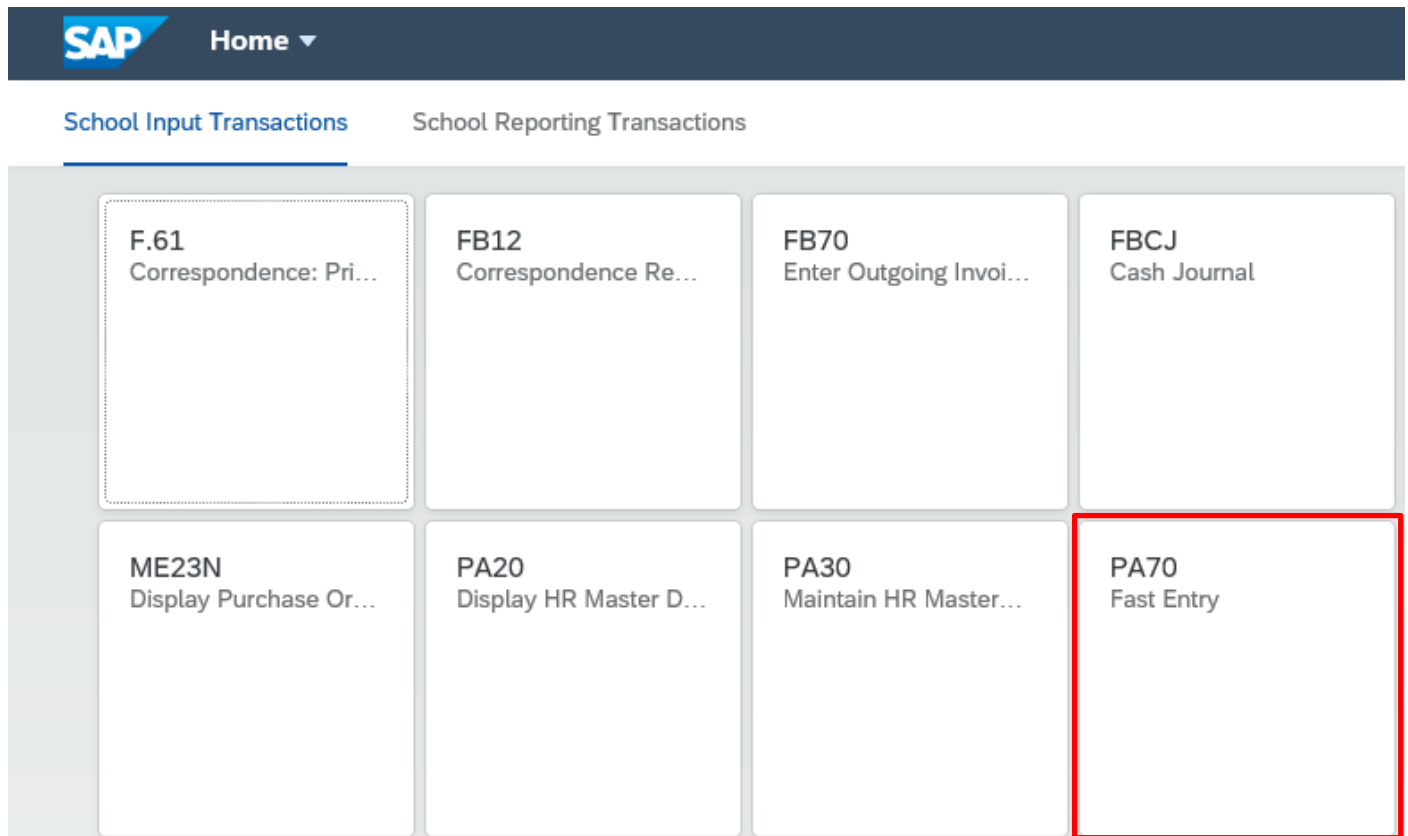 SAP Home
School Input Transactions School Reporting Transactions
F.61 FB12 FB70 FBCJ
Correspondence: Pri... Correspondence Re... Enter Outgoing Invoi... Cash Journal
ME23N PA20 PA30 PA70
Display Purchase Or... Display HR Master D... Maintain HR Master... Fast Entry